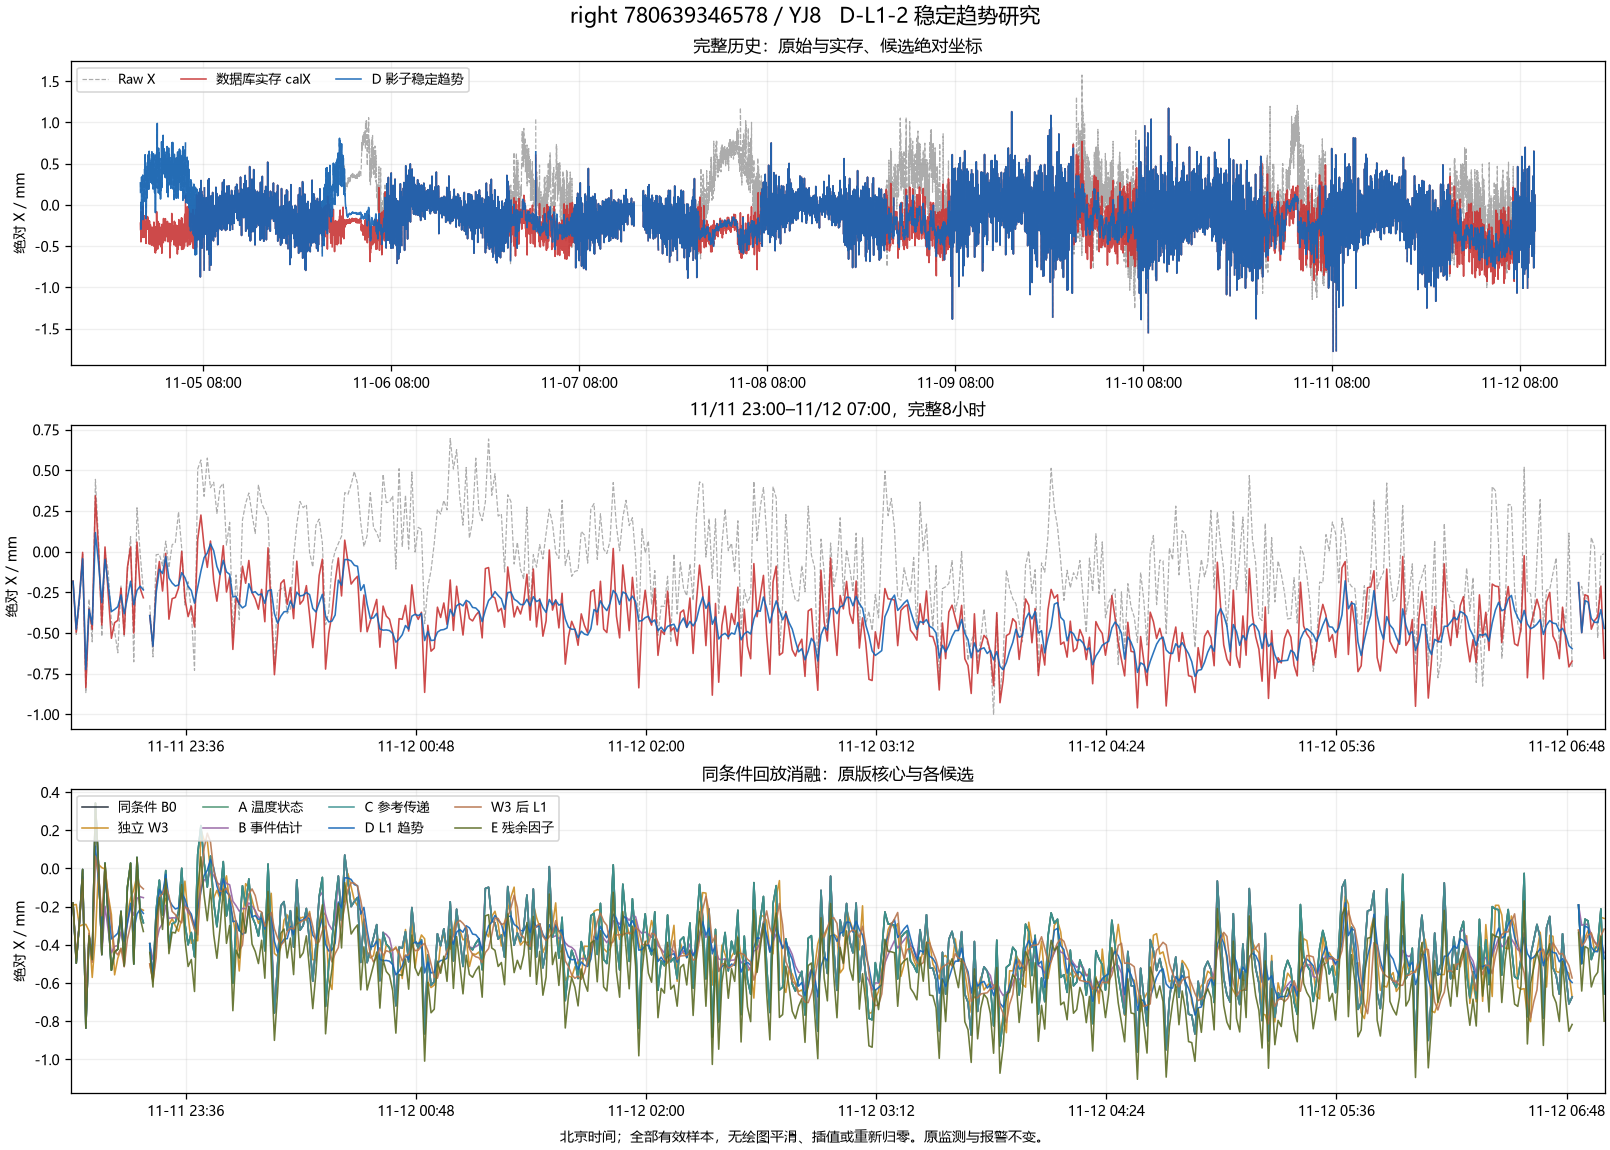 right 780639346578 / YJ8   D-L1-2 稳定趋势研究
完整历史：原始与实存、候选绝对坐标
Raw X
数据库实存 calX
D 影子稳定趋势
绝对 X / mm
1.5
1.0
0.5
0.0
-0.5
-1.0
-1.5
11-05 08:00
11-06 08:00
11-07 08:00
11-08 08:00
11-09 08:00
11-10 08:00
11-11 08:00
11-12 08:00
11/11 23:00–11/12 07:00，完整8小时
绝对 X / mm
0.75
0.50
0.25
0.00
-0.25
-0.50
-0.75
-1.00
11-11 23:36
11-12 00:48
11-12 02:00
11-12 03:12
11-12 04:24
11-12 05:36
11-12 06:48
同条件回放消融：原版核心与各候选
同条件 B0
A 温度状态
C 参考传递
W3 后 L1
独立 W3
B 事件估计
D L1 趋势
E 残余因子
绝对 X / mm
0.4
0.2
0.0
-0.2
-0.4
-0.6
-0.8
-1.0
11-11 23:36
11-12 00:48
11-12 02:00
11-12 03:12
11-12 04:24
11-12 05:36
11-12 06:48
北京时间；全部有效样本，无绘图平滑、插值或重新归零。原监测与报警不变。